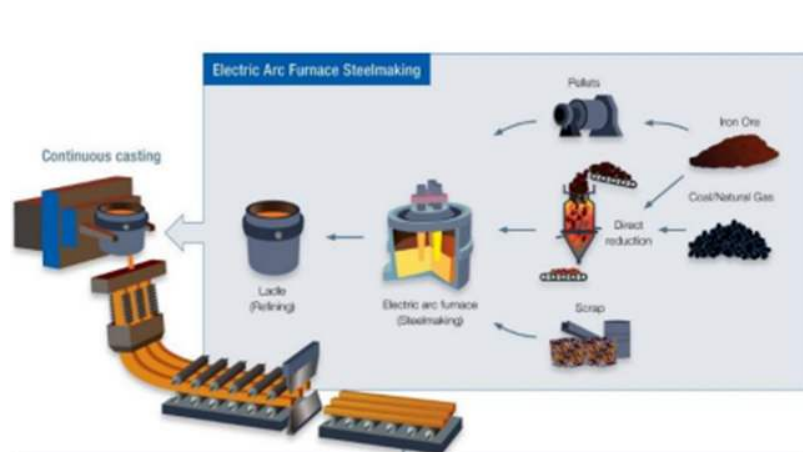 Electric Arc Furnace Steelmaking
Pellets
Iron Ore
Continuous casting
Coal/Natural Gas
Direct
reduction
Ladle
(Refining)
Electric arc furnace
(Steelmaking)
Scrap